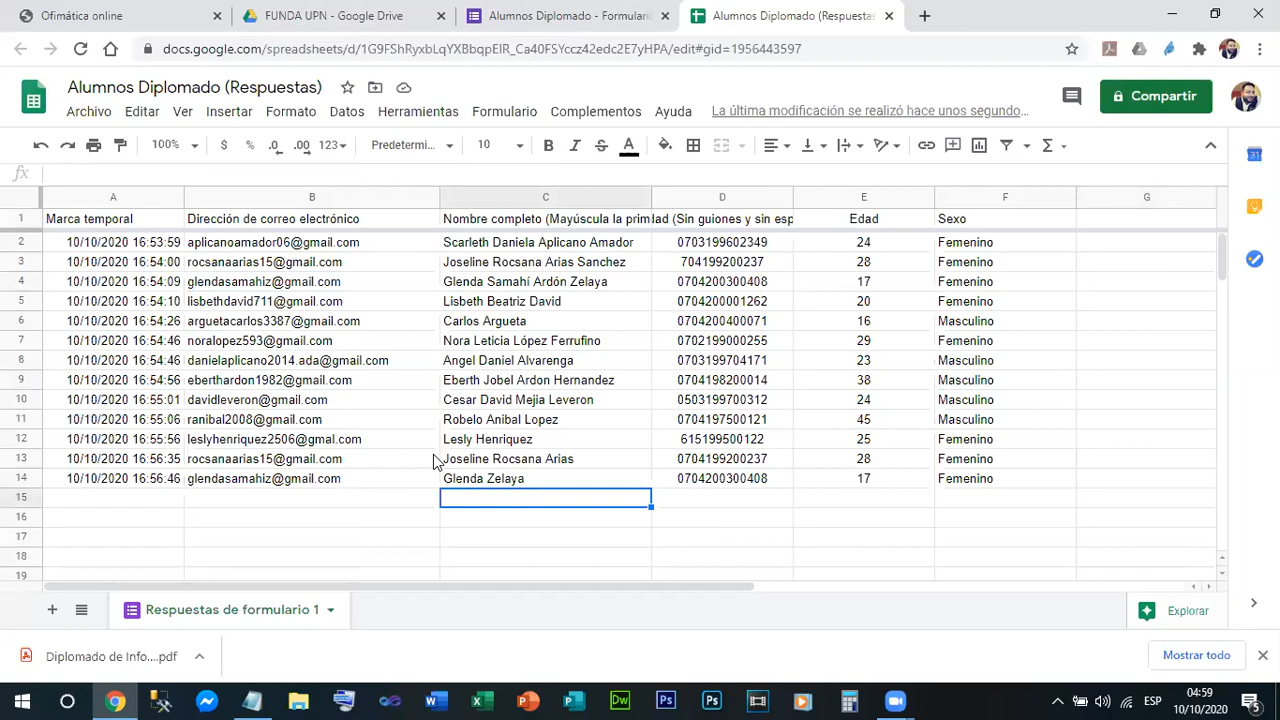 Ofimática online
FUNDA UPN - Google Drive
Alumnos Diplomado - Formulario
Alumnos Diplomado (Respuestas
docs.google.com/spreadsheets/d/1G9FShRyxbLqYXBbqpEIR_Ca40FSYccz42edc2E7yHPA/edit#gid=1956443597
Alumnos Diplomado (Respuestas)
Archivo Editar Ver Insertar Formato Datos Herramientas Formulario Complementos Ayuda La última modificación se realizó hace unos segundo...
Compartir
100% $ % .0 .00 123 Predetermi... 10 B I S A
fx
A B C D E F G
1 Marca temporal Dirección de correo electrónico Nombre completo (Mayúscula la prim dad (Sin guiones y sin esp Edad Sexo
2 10/10/2020 16:53:59 aplicanoamador06@gmail.com Scarleth Daniela Aplicano Amador 0703199602349 24 Femenino
3 10/10/2020 16:54:00 rocsanaarias15@gmail.com Joseline Rocsana Arias Sanchez 704199200237 28 Femenino
4 10/10/2020 16:54:09 glendasamahiz@gmail.com Glenda Samahí Ardón Zelaya 0704200300408 17 Femenino
5 10/10/2020 16:54:10 lisbethdavid711@gmail.com Lisbeth Beatriz David 0704200001262 20 Femenino
6 10/10/2020 16:54:26 arguetacarlos3387@gmail.com Carlos Argueta 0704200400071 16 Masculino
7 10/10/2020 16:54:46 noralopez593@gmail.com Nora Leticia López Ferrufino 0702199000255 29 Femenino
8 10/10/2020 16:54:46 danielaplicano2014.ada@gmail.com Angel Daniel Alvarenga 0703199704171 23 Masculino
9 10/10/2020 16:54:56 eberthardon1982@gmail.com Eberth Jobel Ardon Hernandez 0704198200014 38 Masculino
10 10/10/2020 16:55:01 davidleveron@gmail.com Cesar David Mejia Leveron 0503199700312 24 Masculino
11 10/10/2020 16:55:06 ranibal2008@gmail.com Robelo Anibal Lopez 0704197500121 45 Masculino
12 10/10/2020 16:55:56 leslyhenriquez2506@gmal.com Lesly Henriquez 615199500122 25 Femenino
13 10/10/2020 16:56:35 rocsanaarias15@gmail.com Joseline Rocsana Arias 0704199200237 28 Femenino
14 10/10/2020 16:56:46 glendasamahiz@gmail.com Glenda Zelaya 0704200300408 17 Femenino
15
16
17
18
19
Respuestas de formulario 1
Explorar
Diplomado de Info....pdf
Mostrar todo
ESP
04:59
10/10/2020
5